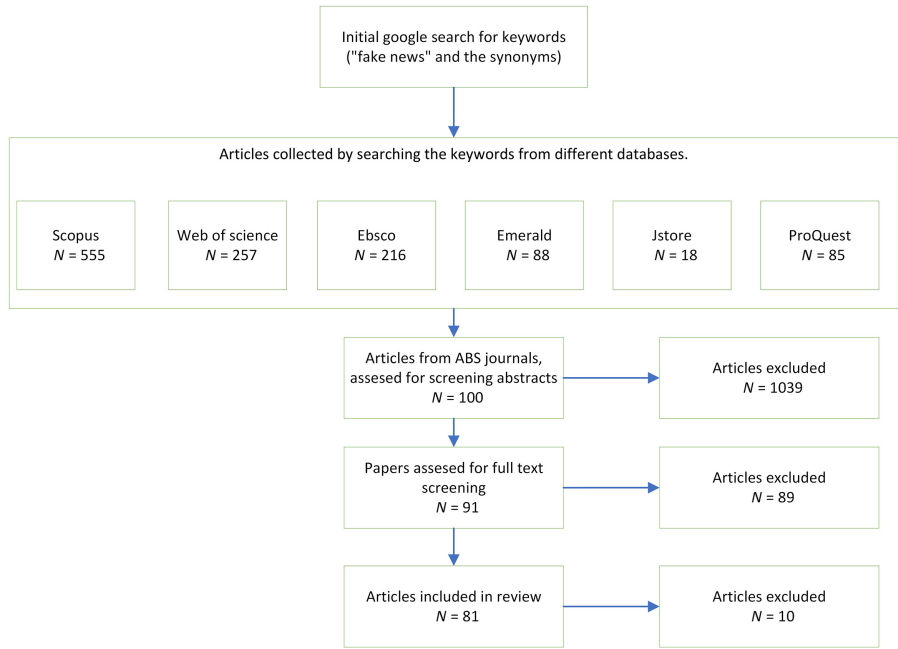 Initial google search for keywords
("fake news" and the synonyms)
Articles collected by searching the keywords from different databases.
Scopus
N = 555
Web of science
N = 257
Ebsco
N = 216
Emerald
N = 88
Jstore
N = 18
ProQuest
N = 85
Articles from ABS journals,
assesed for screening abstracts
N = 100
Articles excluded
N = 1039
Papers assesed for full text
screening
N = 91
Articles excluded
N = 89
Articles included in review
N = 81
Articles excluded
N = 10